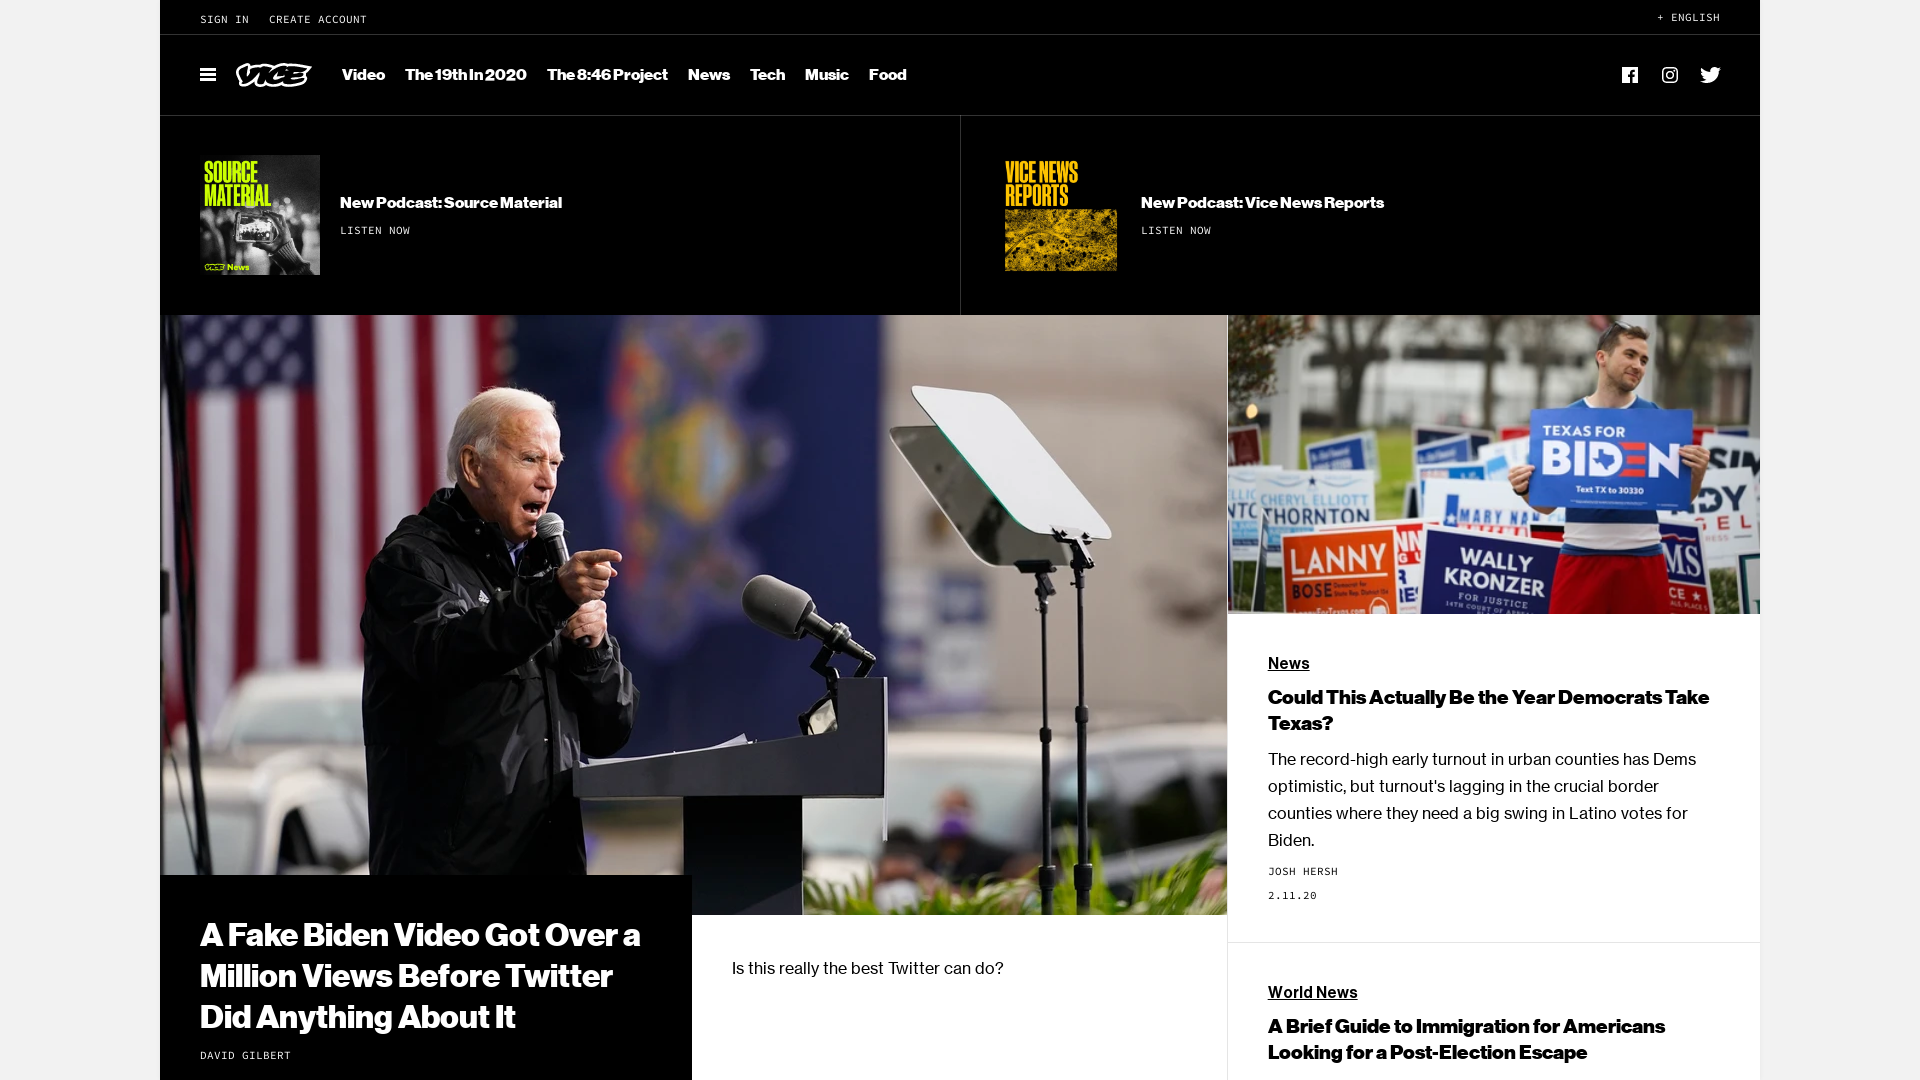 SIGN IN
CREATE ACCOUNT
+ ENGLISH
VICE
Video
The 19th In 2020
The 8:46 Project
News
Tech
Music
Food
SOURCE
MATERIAL
VICE News
New Podcast: Source Material
LISTEN NOW
VICE NEWS
REPORTS
New Podcast: Vice News Reports
LISTEN NOW
TEXAS FOR
BIDEN
Text TX to 30330
CHERYL ELLIOTT
THORNTON
LANNY
BOSE
WALLY
KRONZER
FOR JUSTICE
News
Could This Actually Be the Year Democrats Take
Texas?
The record-high early turnout in urban counties has Dems
optimistic, but turnout's lagging in the crucial border
counties where they need a big swing in Latino votes for
Biden.
JOSH HERSH
2.11.20
A Fake Biden Video Got Over a
Million Views Before Twitter
Did Anything About It
DAVID GILBERT
Is this really the best Twitter can do?
World News
A Brief Guide to Immigration for Americans
Looking for a Post-Election Escape